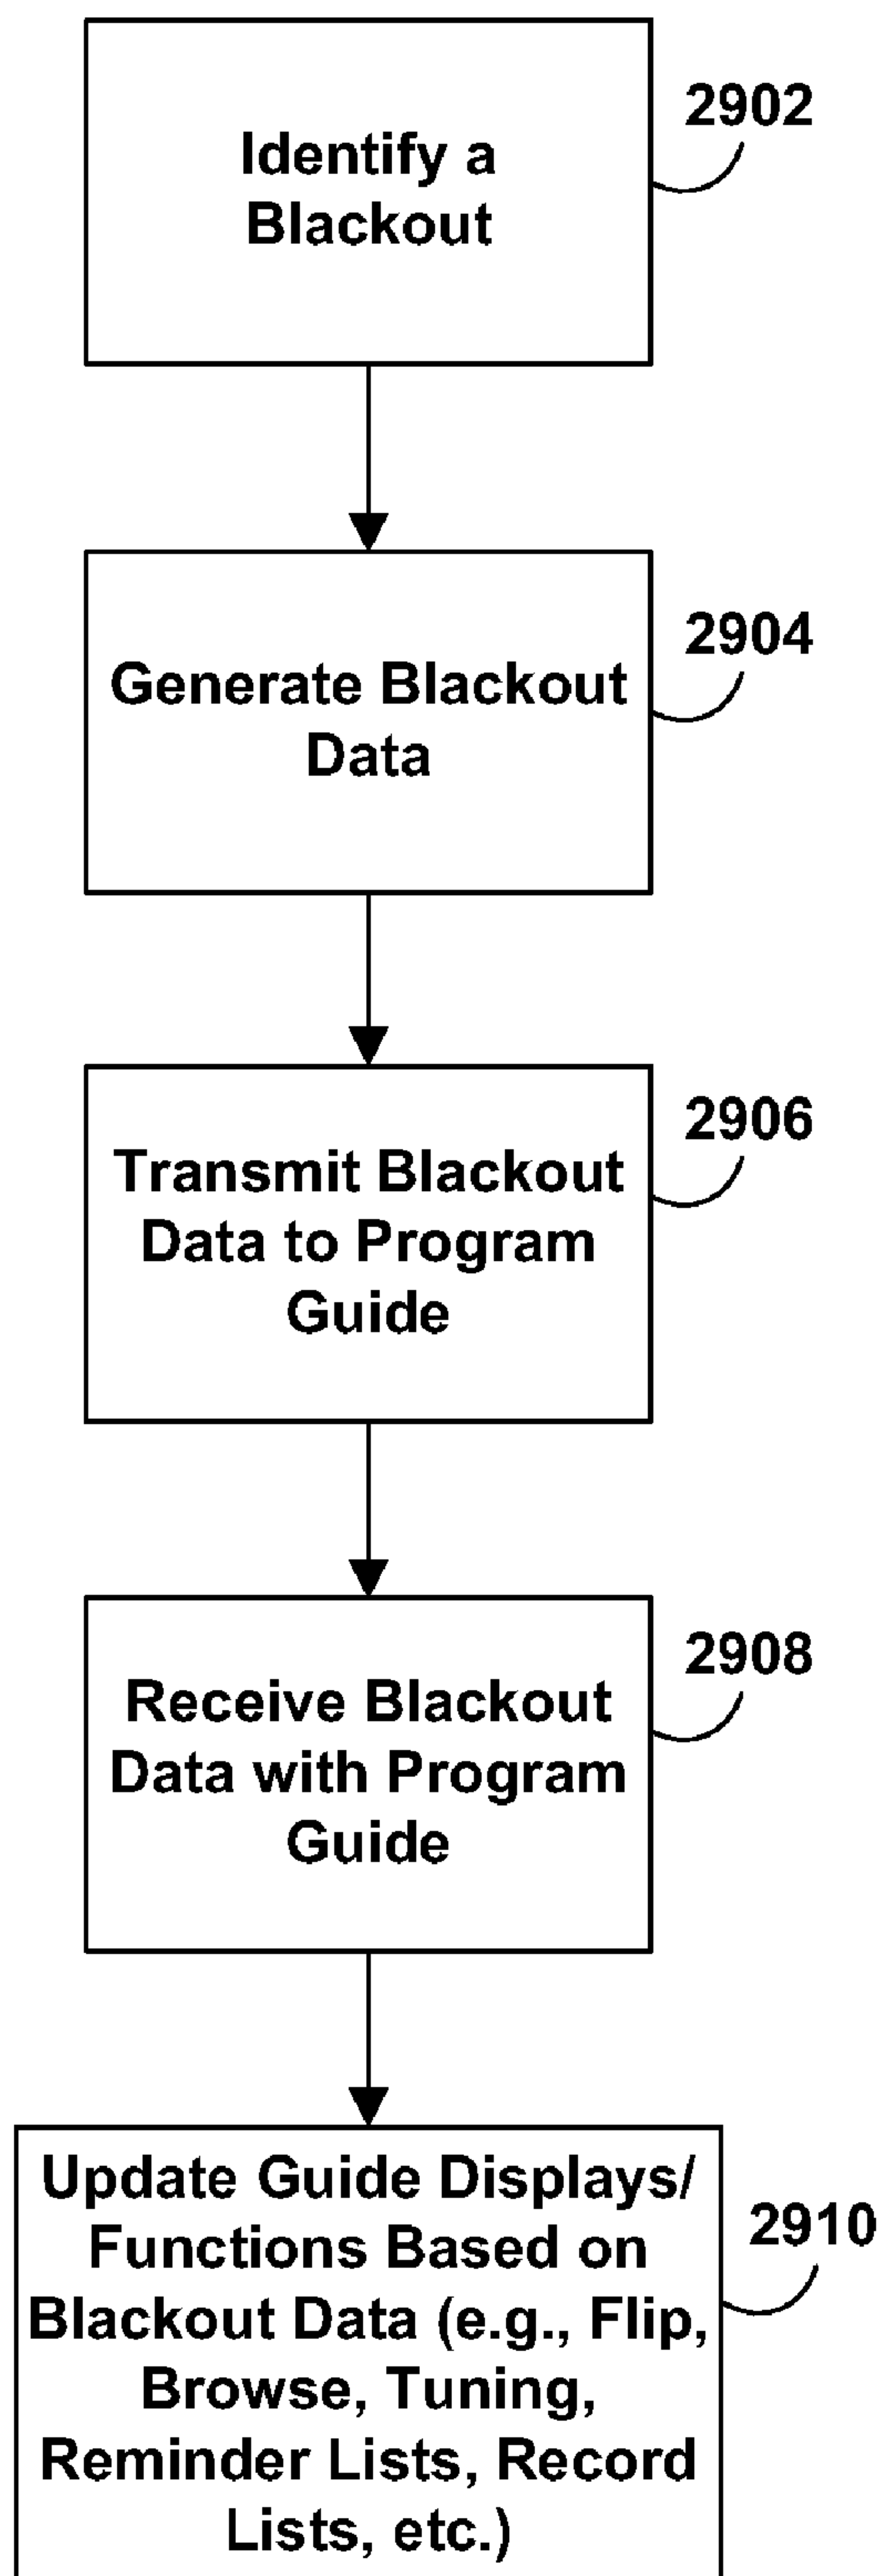 2902
Identify a
Blackout
2904
Generate Blackout
Data
2906
Transmit Blackout
Data to Program
Guide
2908
Receive Blackout
Data with Program
Guide
2910
Update Guide Displays/
Functions Based on
Blackout Data (e.g., Flip,
Browse, Tuning,
Reminder Lists, Record
Lists, etc.)